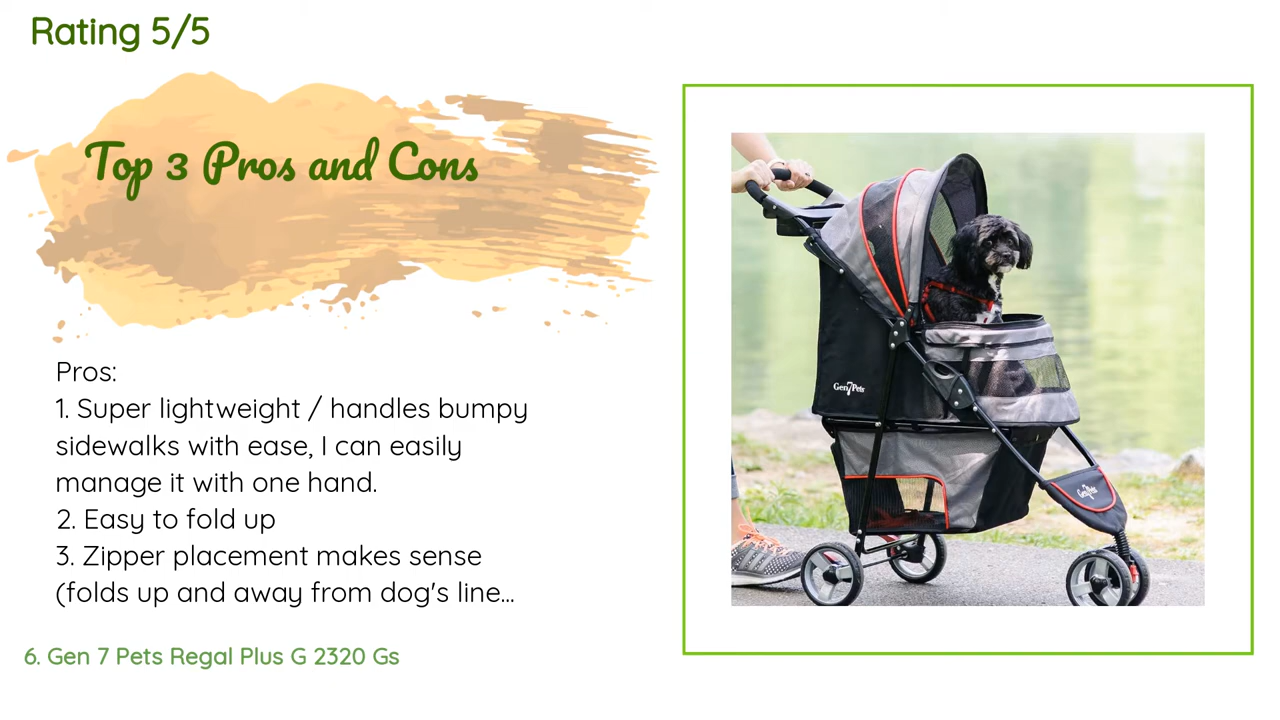 Rating 5/5
Top 3 Pros and Cons
Pros:
1. Super lightweight / handles bumpy
sidewalks with ease, I can easily
manage it with one hand.
2. Easy to fold up
3. Zipper placement makes sense
(folds up and away from dog's line...
6. Gen 7 Pets Regal Plus G 2320 Gs
Gen7Pets
Gen7Pets